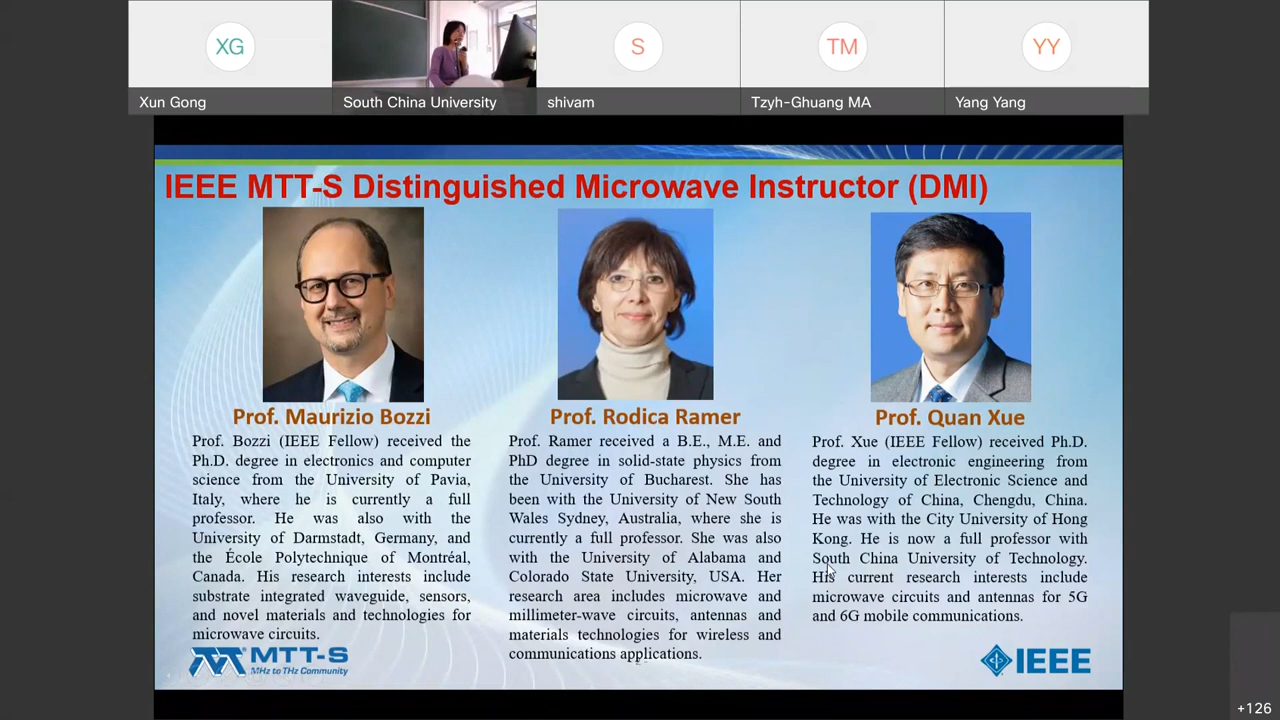 XG
S
TM
YY
Xun Gong
South China University
shivam
Tzyh-Ghuang MA
Yang Yang
IEEE MTT-S Distinguished Microwave Instructor (DMI)
Prof. Maurizio Bozzi
Prof. Bozzi (IEEE Fellow) received the
Ph.D. degree in electronics and computer
science from the University of Pavia,
Italy, where he is currently a full
professor. He was also with the
University of Darmstadt, Germany, and
the École Polytechnique of Montréal,
Canada. His research interests include
substrate integrated waveguide, sensors,
and novel materials and technologies for
microwave circuits.
Prof. Rodica Ramer
Prof. Ramer received a B.E., M.E. and
PhD degree in solid-state physics from
the University of Bucharest. She has
been with the University of New South
Wales Sydney, Australia, where she is
currently a full professor. She was also
with the University of Alabama and
Colorado State University, USA. Her
research area includes microwave and
millimeter-wave circuits, antennas and
materials technologies for wireless and
communications applications.
Prof. Quan Xue
Prof. Xue (IEEE Fellow) received Ph.D.
degree in electronic engineering from
the University of Electronic Science and
Technology of China, Chengdu, China.
He was with the City University of Hong
Kong. He is now a full professor with
South China University of Technology.
His current research interests include
microwave circuits and antennas for 5G
and 6G mobile communications.
MTT-S
MHz to THz Community
IEEE
+126